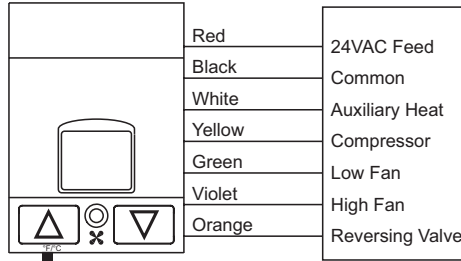 Red
24VAC Feed
Black
Common
White
Auxiliary Heat
Yellow
Compressor
Green
Low Fan
Violet
High Fan
Orange
Reversing Valve
°F/°C